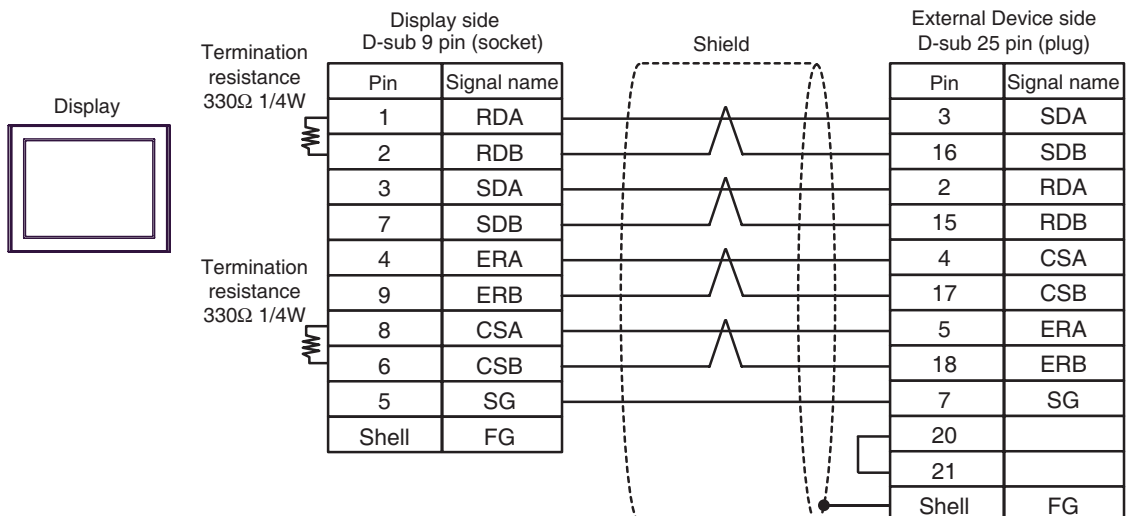 Display side
D-sub 9 pin (socket)
Shield
External Device side
D-sub 25 pin (plug)
Display
Termination
resistance
330Ω 1/4W
Termination
resistance
330Ω 1/4W
Pin Signal name
1 RDA
2 RDB
3 SDA
7 SDB
4 ERA
9 ERB
8 CSA
6 CSB
5 SG
Shell FG
Pin Signal name
3 SDA
16 SDB
2 RDA
15 RDB
4 CSA
17 CSB
5 ERA
18 ERB
7 SG
20
21
Shell FG